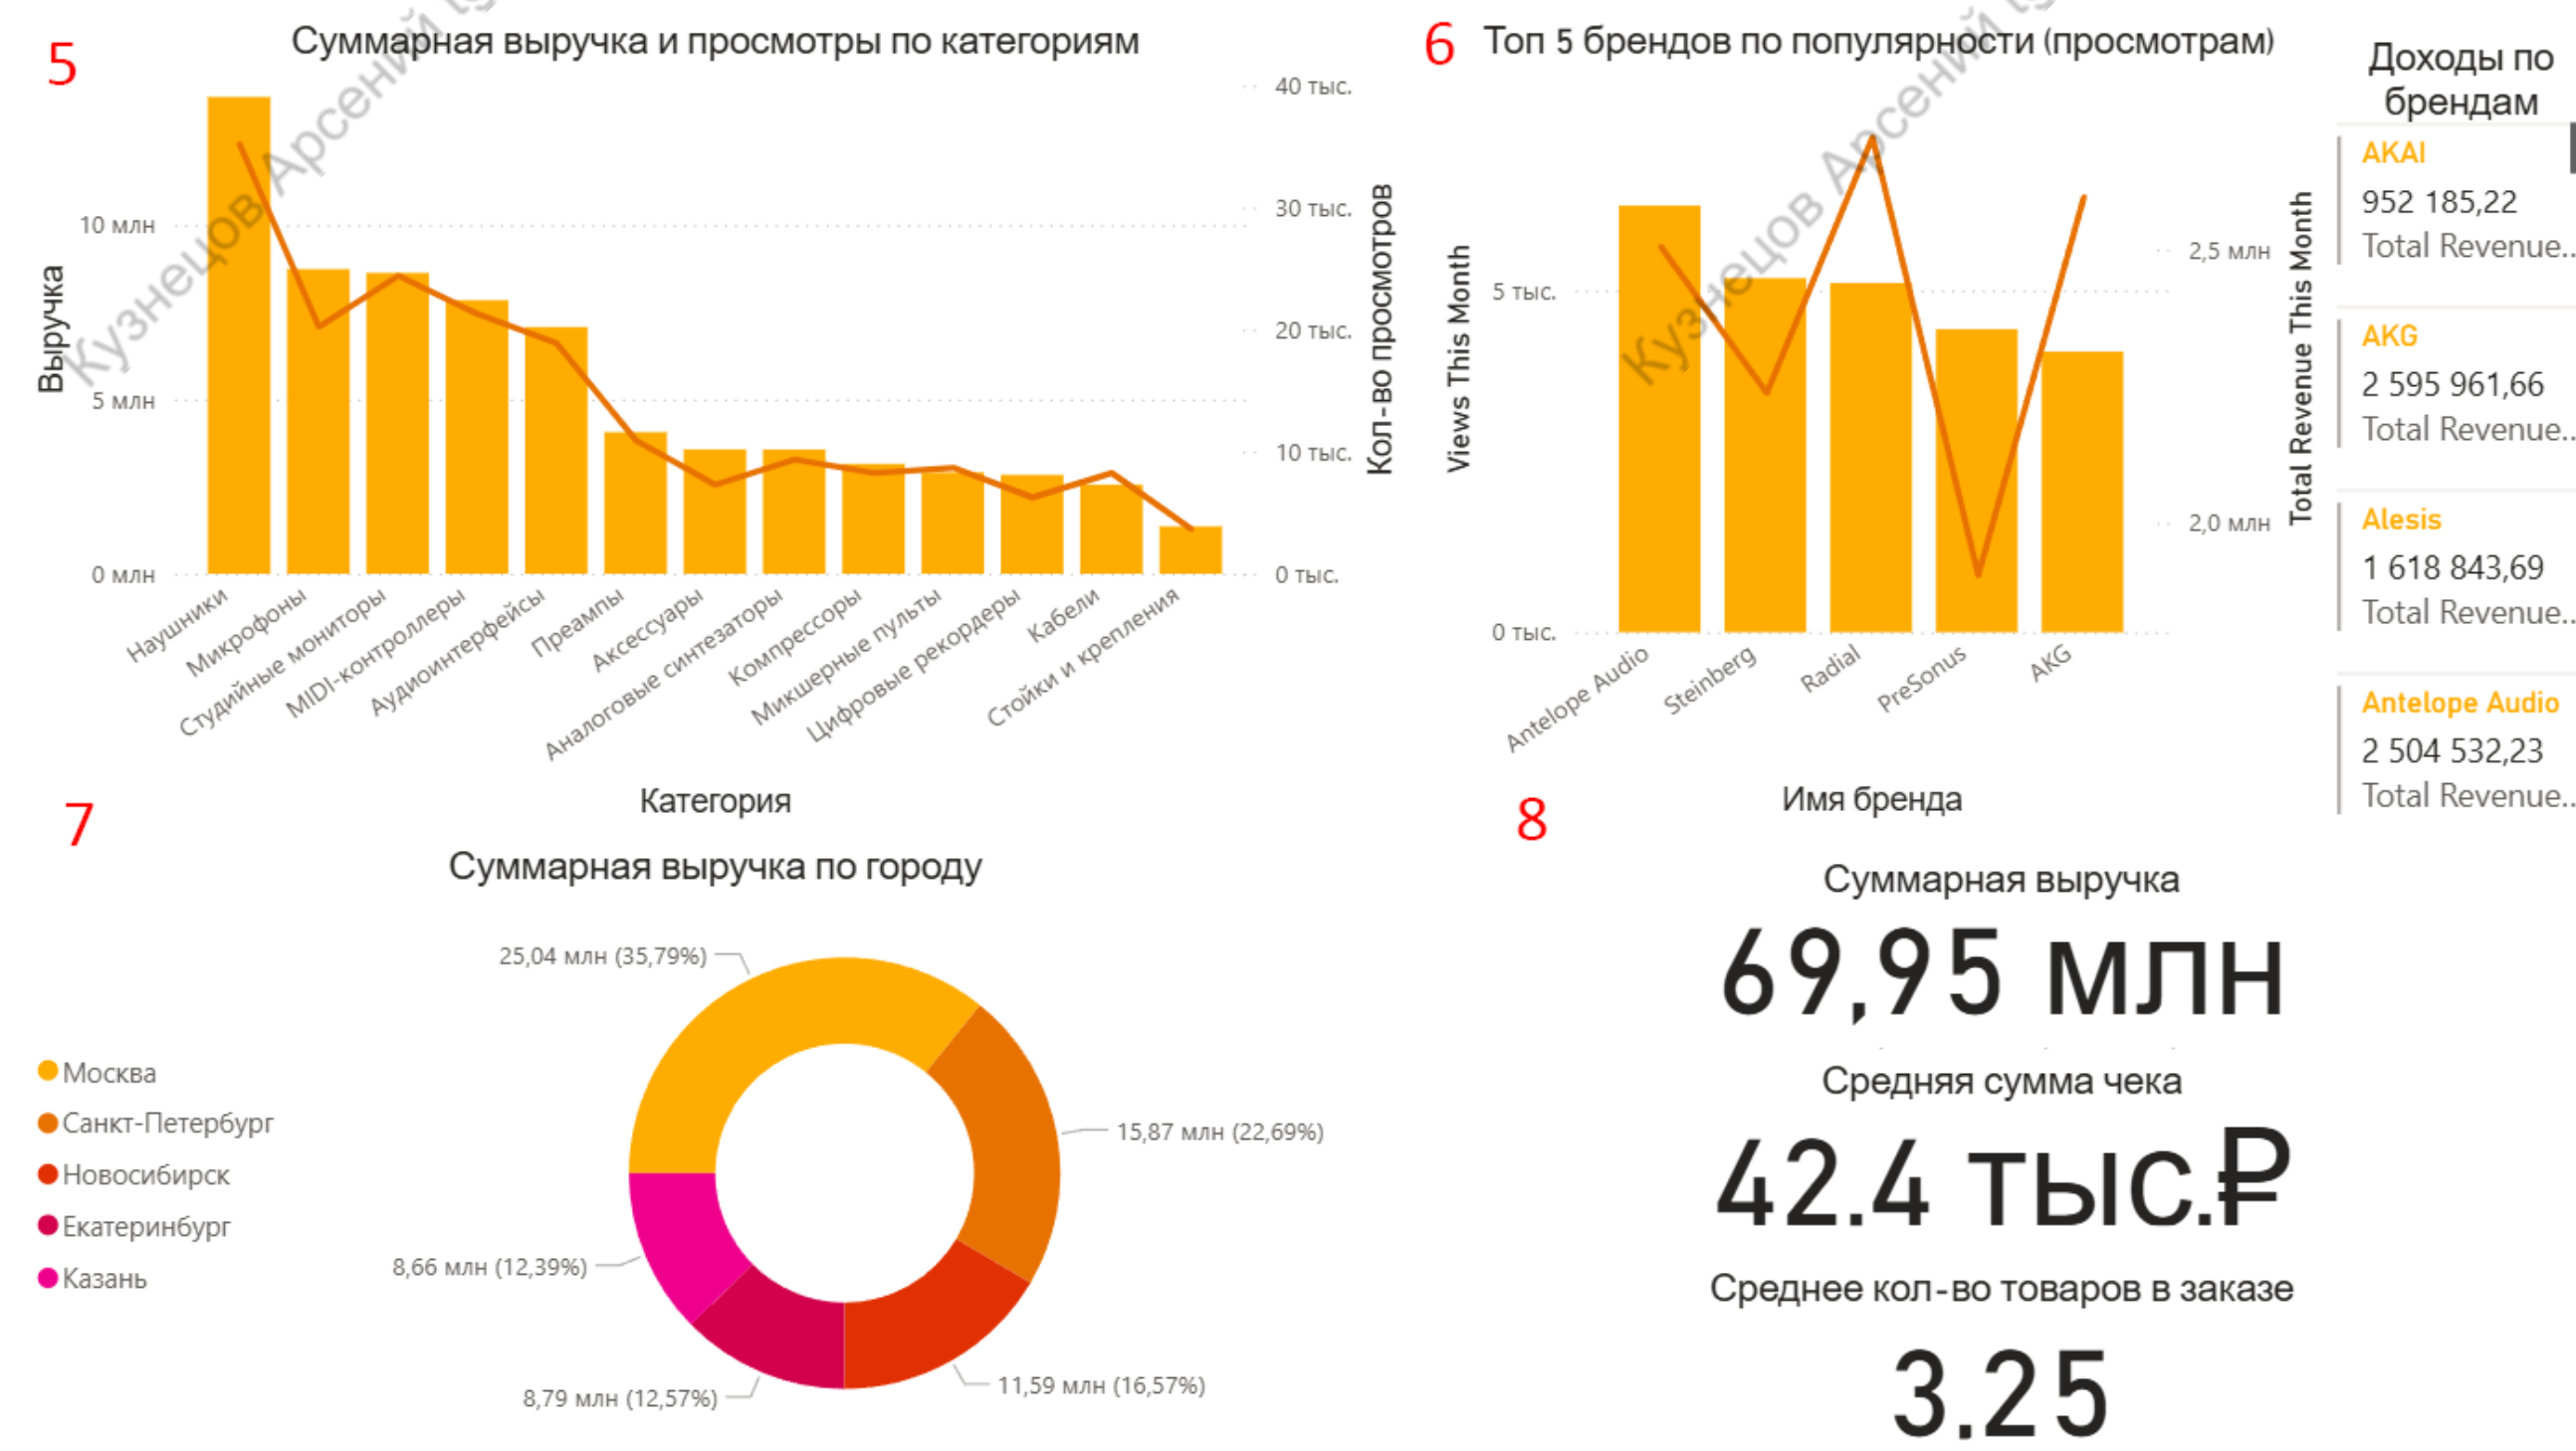 5
Суммарная выручка и просмотры по категориям
40 тыс.
30 тыс.
20 тыс.
10 тыс.
0 тыс.
10 млн
5 млн
0 млн
Выручка
Кол-во просмотров
Наушники
Микрофоны
Студийные мониторы
MIDI-контроллеры
Аудиоинтерфейсы
Преампы
Аксессуары
Аналоговые синтезаторы
Компрессоры
Микшерные пульты
Цифровые рекордеры
Кабели
Стойки и крепления
Категория
Кузнецов Арсений
6
Топ 5 брендов по популярности (просмотрам)
5 тыс.
0 тыс.
2,5 млн
2,0 млн
Views This Month
Total Revenue This Month
Antelope Audio
Steinberg
Radial
PreSonus
AKG
Имя бренда
Кузнецов Арсений
Доходы по
брендам
AKAI
952 185,22
Total Revenue..
AKG
2 595 961,66
Total Revenue..
Alesis
1 618 843,69
Total Revenue..
Antelope Audio
2 504 532,23
Total Revenue..
7
Суммарная выручка по городу
25,04 млн (35,79%)
15,87 млн (22,69%)
11,59 млн (16,57%)
8,79 млн (12,57%)
8,66 млн (12,39%)
Москва
Санкт-Петербург
Новосибирск
Екатеринбург
Казань
8
Суммарная выручка
69,95 млн
Средняя сумма чека
42.4 тыс.₽
Среднее кол-во товаров в заказе
3.25